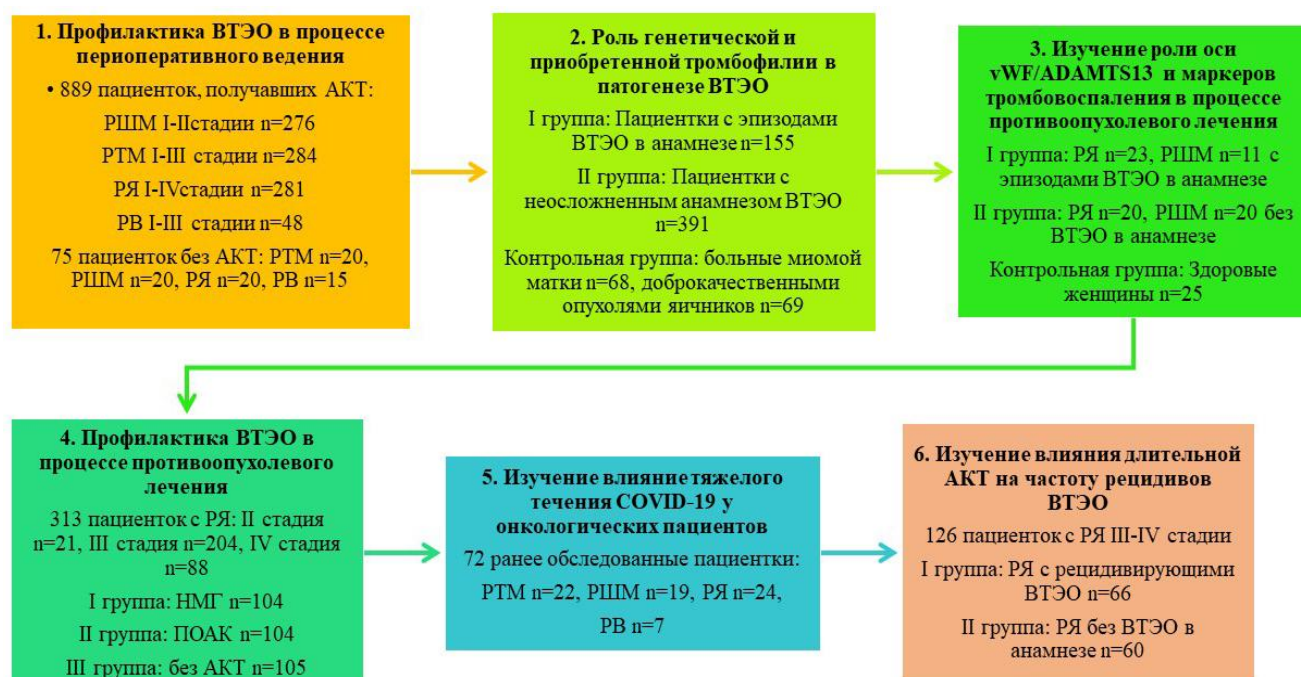 1. Профилактика ВТЭО в процессе
периоперативного ведения
• 889 пациенток, получавших АКТ:
РШМ I-IIстадии n=276
РТМ I-III стадии n=284
РЯ I-IVстадии n=281
РВ I-III стадии n=48
75 пациенток без АКТ: РТМ n=20,
РШМ n=20, РЯ n=20, РВ n=15
2. Роль генетической и
приобретенной тромбофилии в
патогенезе ВТЭО
I группа: Пациентки с эпизодами
ВТЭО в анамнезе n=155
II группа: Пациентки с
неосложненным анамнезом ВТЭО
n=391
Контрольная группа: больные миомой
матки n=68, доброкачественными
опухолями яичников n=69
3. Изучение роли оси
vWF/ADAMTS13 и маркеров
тромбовоспаления в процессе
противоопухолевого лечения
I группа: РЯ n=23, РШМ n=11 с
эпизодами ВТЭО в анамнезе
II группа: РЯ n=20, РШМ n=20 без
ВТЭО в анамнезе
Контрольная группа: Здоровые
женщины n=25
4. Профилактика ВТЭО в
процессе противоопухолевого
лечения
313 пациенток с РЯ: II стадия
n=21, III стадия n=204, IV стадия
n=88
I группа: НМГ n=104
II группа: ПОАК n=104
III группа: без АКТ n=105
5. Изучение влияние тяжелого
течения COVID-19 у
онкологических пациентов
72 ранее обследованные пациентки:
РТМ n=22, РШМ n=19, РЯ n=24,
РВ n=7
6. Изучение влияния длительной
АКТ на частоту рецидивов
ВТЭО
126 пациенток с РЯ III-IV стадии
I группа: РЯ с рецидивирующими
ВТЭО n=66
II группа: РЯ без ВТЭО в
анамнезе n=60